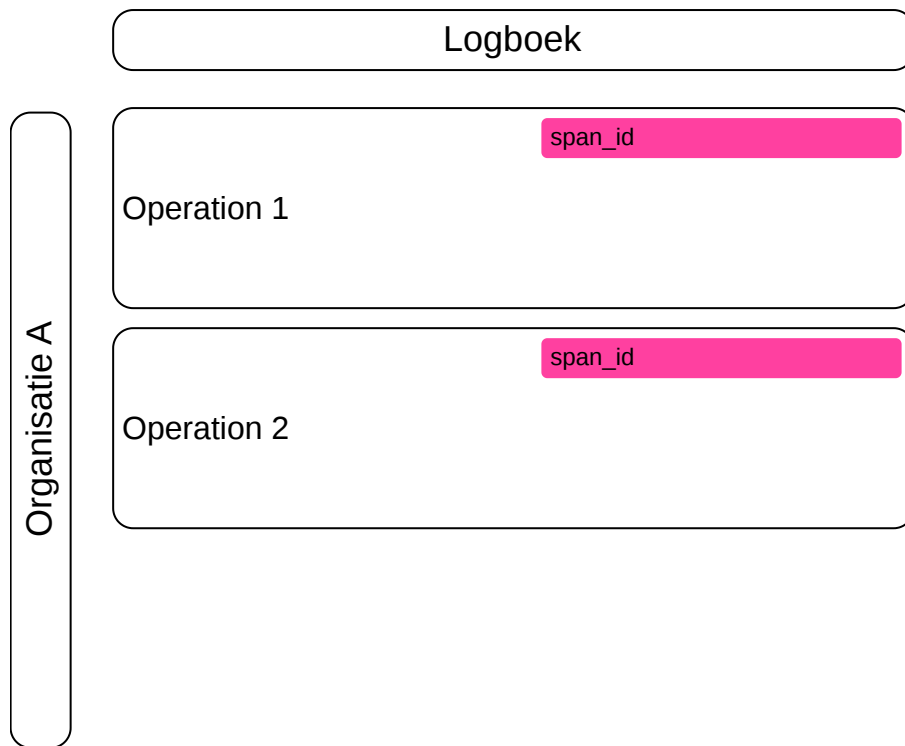 Logboek
Organisatie A
span_id
Operation 1
span_id
Operation 2